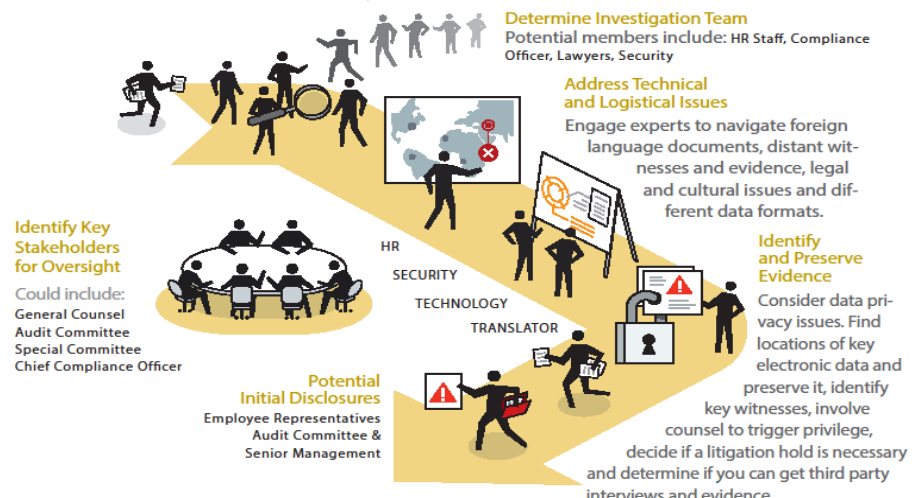 Determine Investigation Team
Potential members include: HR Staff, Compliance
Officer, Lawyers, Security
Address Technical
and Logistical Issues
Engage experts to navigate foreign
language documents, distant wit-
nesses and evidence, legal
and cultural issues and dif-
ferent data formats.
Identify Key
Stakeholders
for Oversight
Could include:
General Counsel
Audit Committee
Special Committee
Chief Compliance Officer
HR
SECURITY
TECHNOLOGY
TRANSLATOR
Identify
and Preserve
Evidence
Consider data pri-
vacy issues. Find
locations of key
electronic data and
preserve it, identify
key witnesses, involve
counsel to trigger privilege,
decide if a litigation hold is necessary
and determine if you can get third party
interviews and evidence.
Potential
Initial Disclosures
Employee Representatives
Audit Committee &
Senior Management